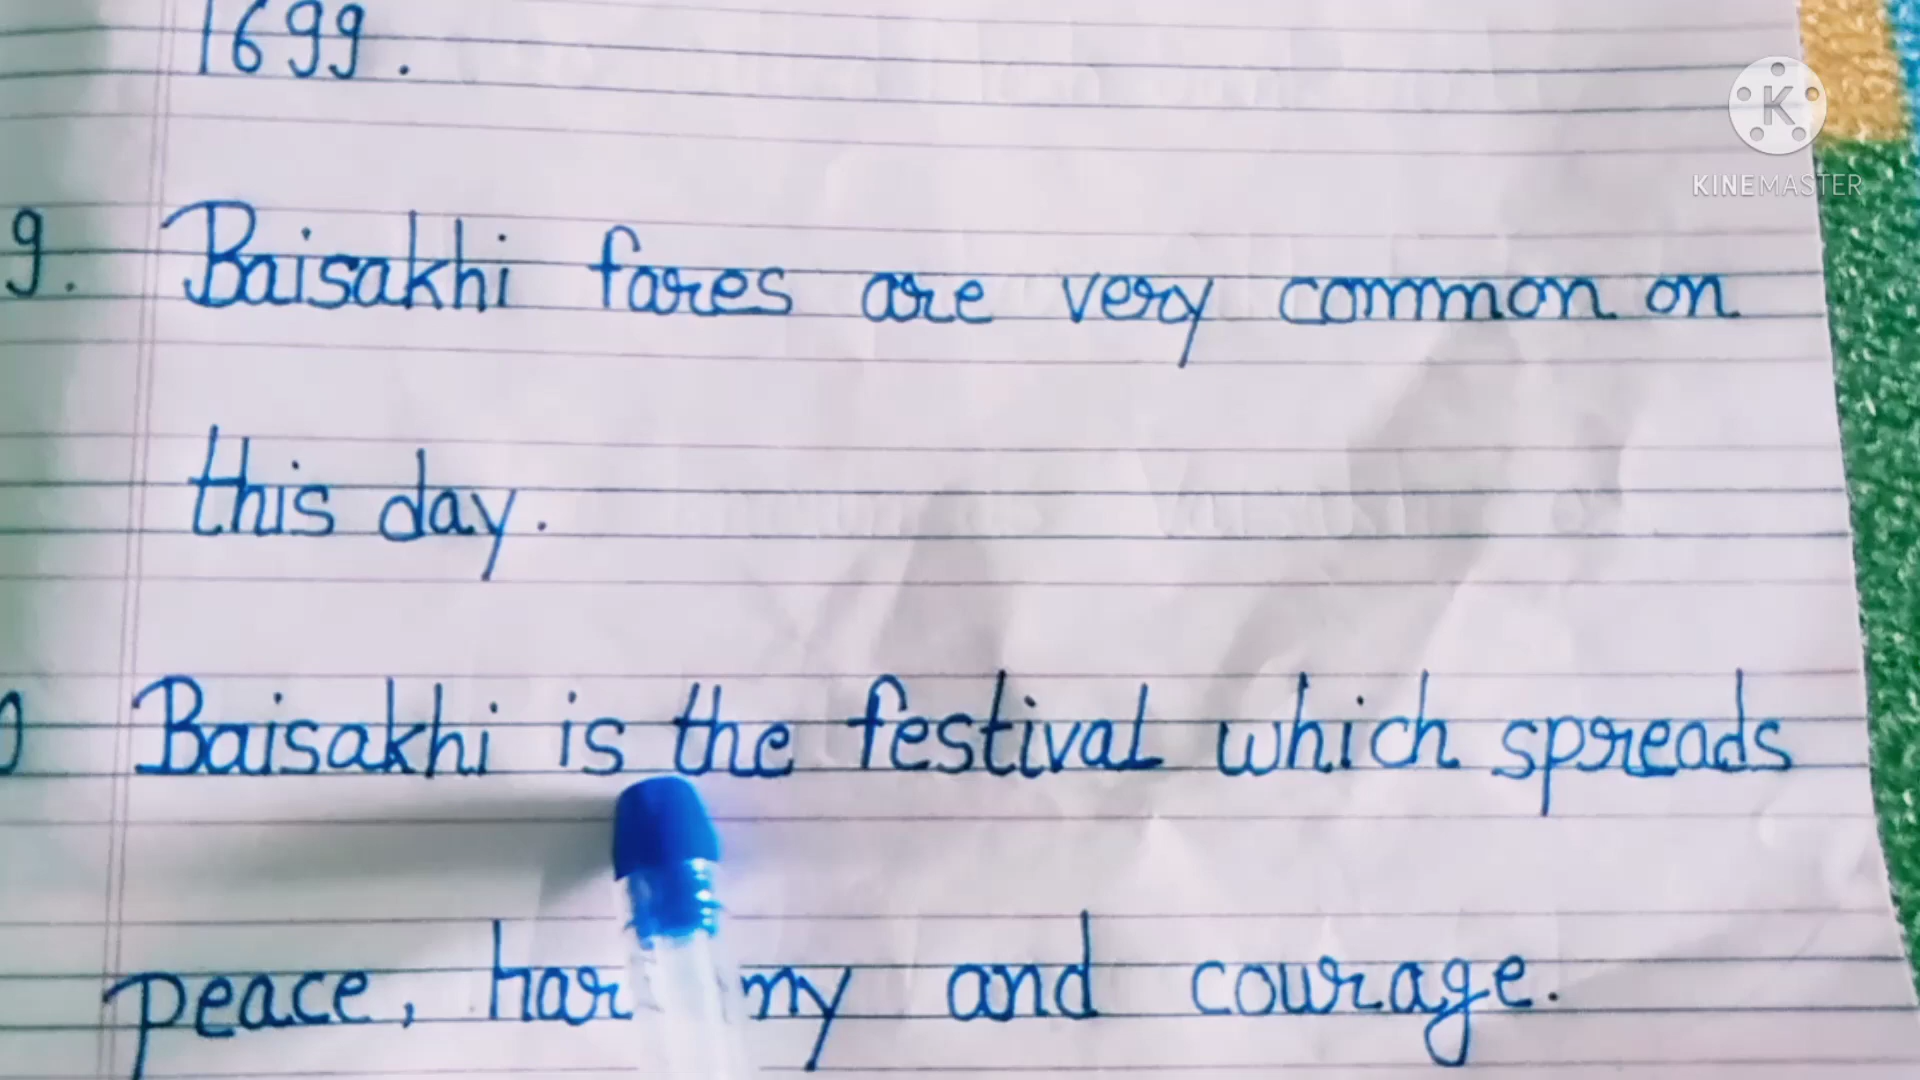 1699.
9. Baisakhi fares are very common on
this day.
Baisakhi is the festival which spreads
peace, har my and courage.
K
KINEMASTER